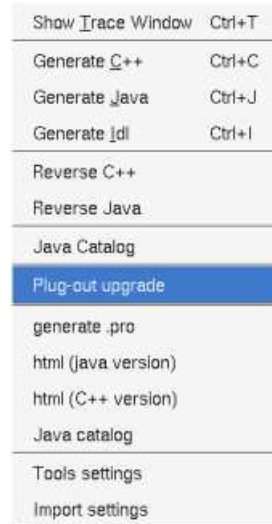 Show Trace Window Ctrl+T
Generate C++ Ctrl+C
Generate Java Ctrl+J
Generate Idl Ctrl+I
Reverse C++
Reverse Java
Java Catalog
Plug-out upgrade
generate .pro
html (java version)
html (C++ version)
Java catalog
Tools settings
Import settings